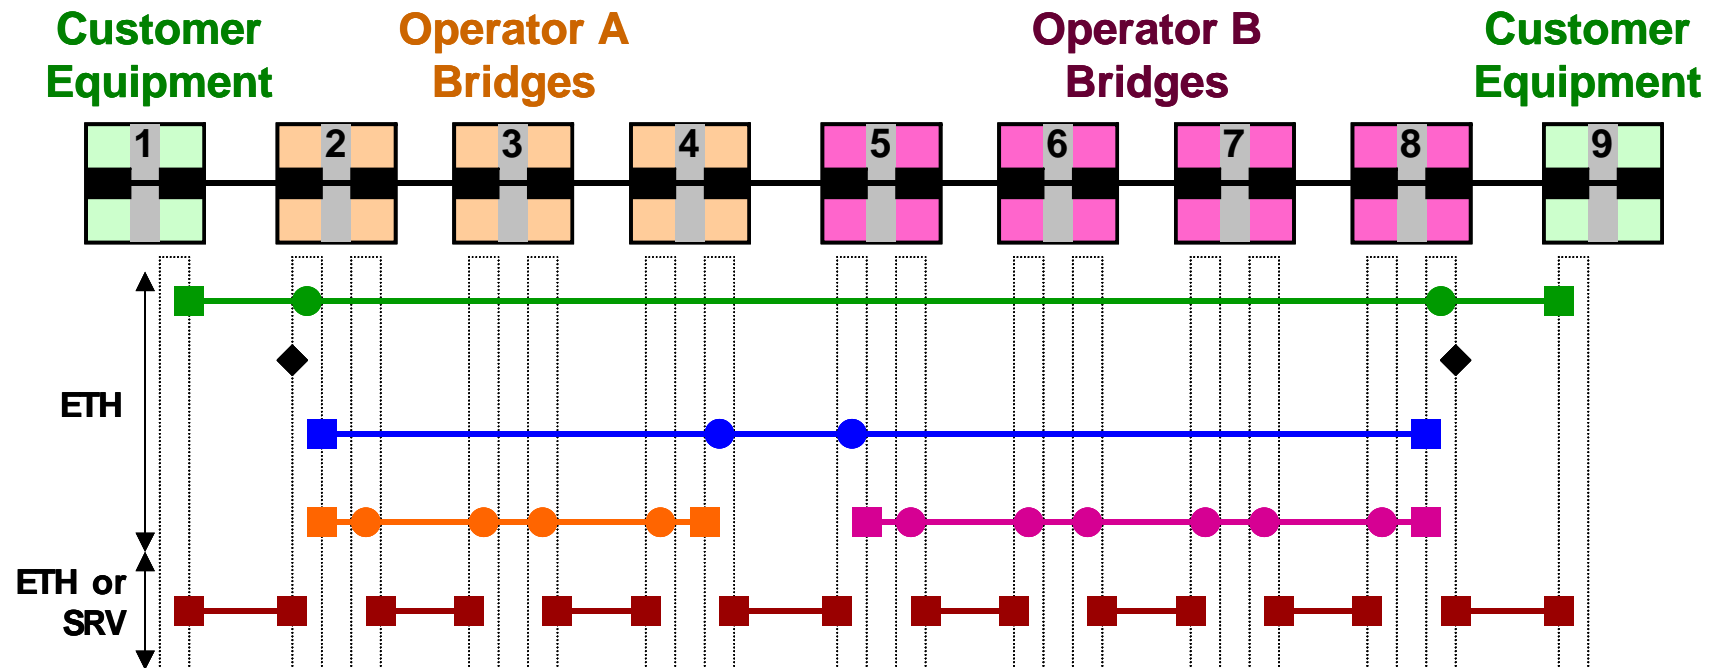 Customer
Equipment
Operator A
Bridges
Operator B
Bridges
Customer
Equipment
1
2
3
4
5
6
7
8
9
ETH
ETH or
SRV